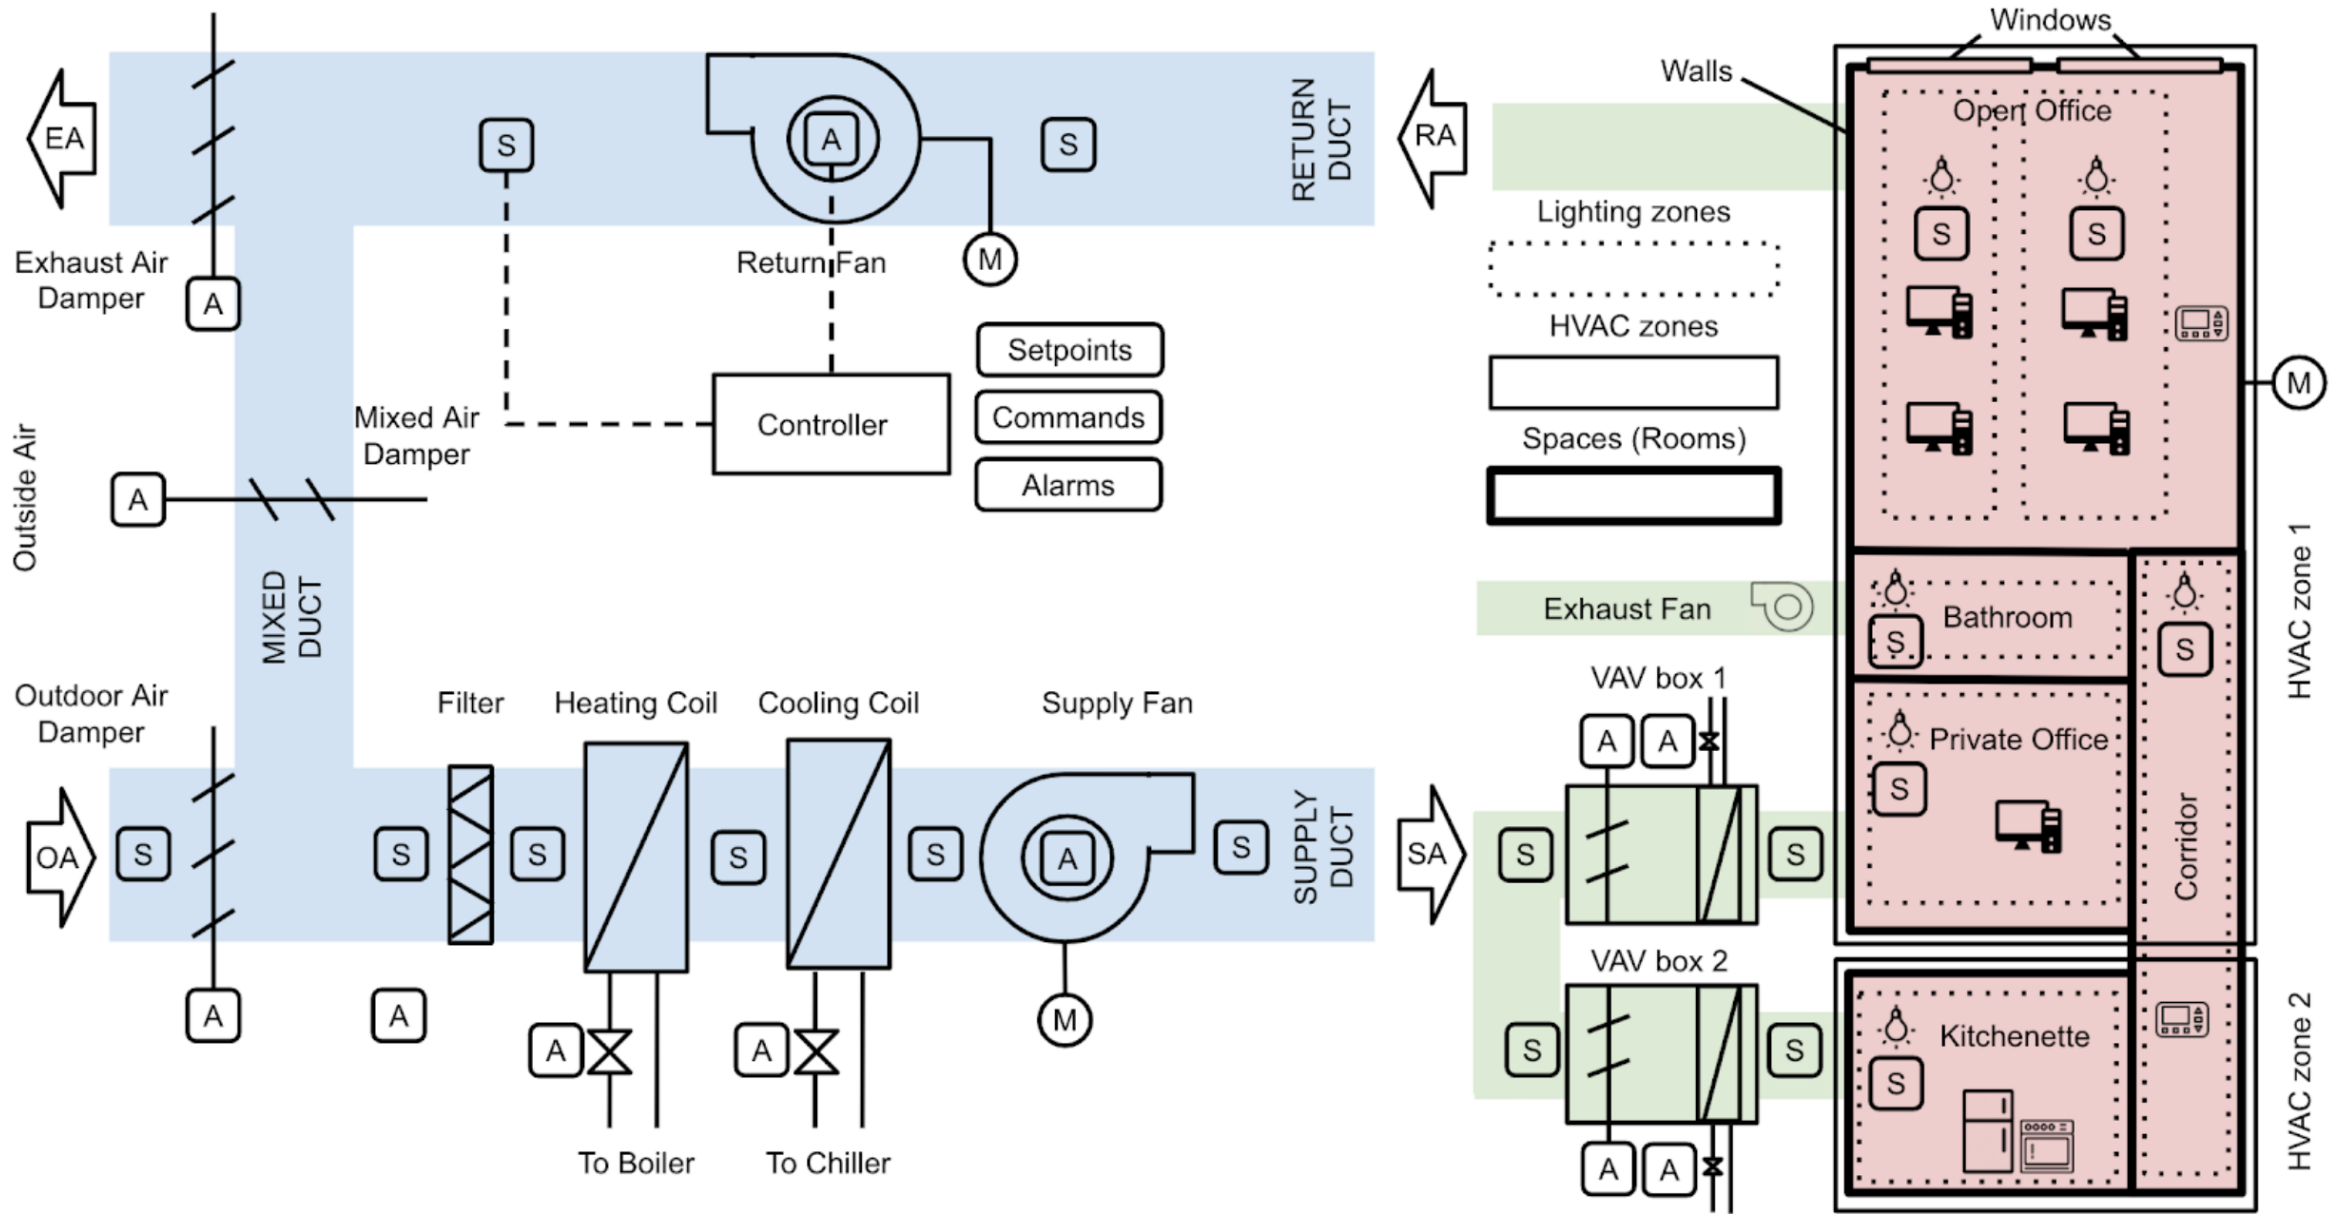 Windows
Walls
EA
S
A
S
RETURN
DUCT
RA
Open Office
S
S
Exhaust Air
Damper
A
Return Fan
M
Lighting zones
HVAC zones
Spaces (Rooms)
M
Setpoints
Commands
Alarms
Controller
Mixed Air
Damper
Outside Air
A
MIXED
DUCT
Exhaust Fan
Bathroom
S
S
HVAC zone 1
Outdoor Air
Damper
Filter
Heating Coil
Cooling Coil
Supply Fan
VAV box 1
A
A
Private Office
S
Corridor
OA
S
S
S
S
S
A
S
SUPPLY
DUCT
SA
S
S
VAV box 2
A
A
A
A
M
S
S
Kitchenette
S
HVAC zone 2
To Boiler
To Chiller
A
A